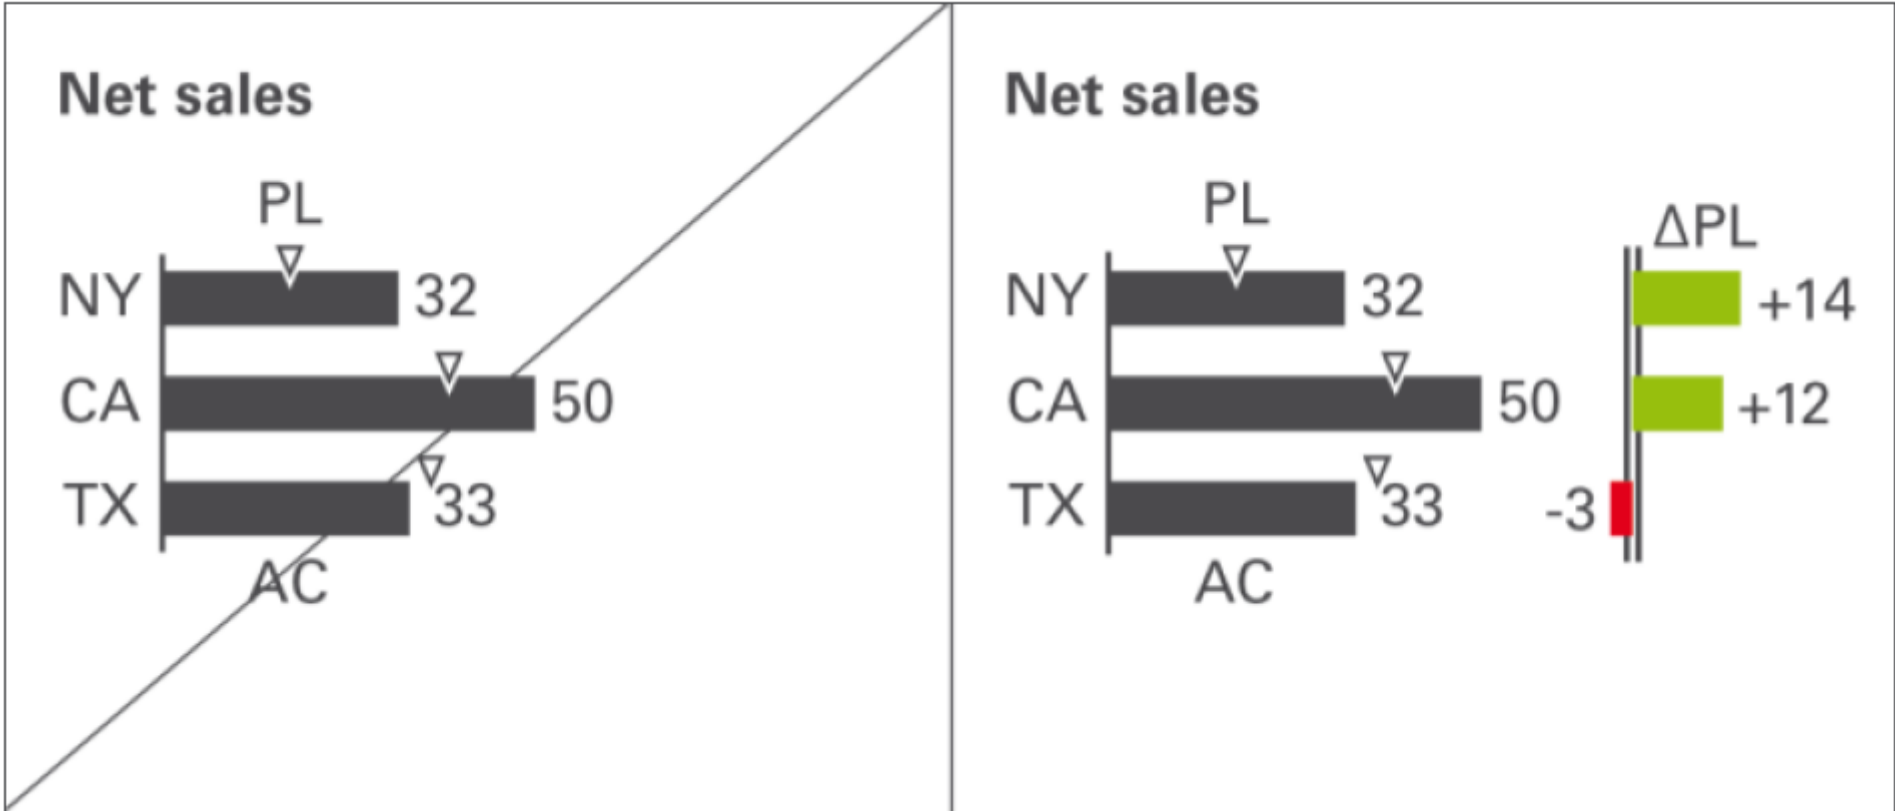 Net sales
PL
NY 32
CA 50
TX 33
AC
Net sales
PL
ΔPL
NY 32 +14
CA 50 +12
TX 33 -3
AC